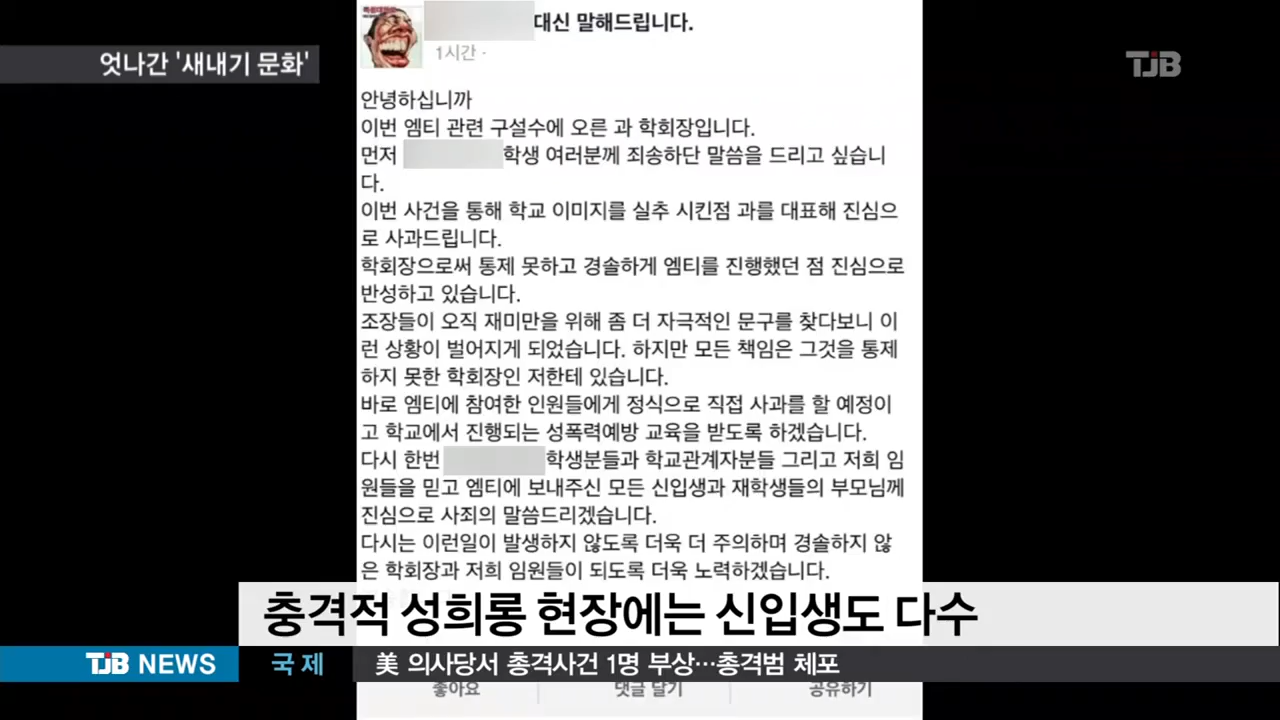 엇나간 '새내기 문화'
TJB
대신 말해드립니다.
1시간 ·
안녕하십니까
이번 엠티 관련 구설수에 오른 과 학회장입니다.
먼저 학생 여러분께 죄송하단 말씀을 드리고 싶습니
다.
이번 사건을 통해 학교 이미지를 실추 시킨점 과를 대표해 진심으
로 사과드립니다.
학회장으로써 통제 못하고 경솔하게 엠티를 진행했던 점 진심으로
반성하고 있습니다.
조장들이 오직 재미만을 위해 좀 더 자극적인 문구를 찾다보니 이
런 상황이 벌어지게 되었습니다. 하지만 모든 책임은 그것을 통제
하지 못한 학회장인 저한테 있습니다.
바로 엠티에 참여한 인원들에게 정식으로 직접 사과를 할 예정이
고 학교에서 진행되는 성폭력예방 교육을 받도록 하겠습니다.
다시 한번 학생분들과 학교관계자분들 그리고 저희 임
원들을 믿고 엠티에 보내주신 모든 신입생과 재학생들의 부모님께
진심으로 사죄의 말씀드리겠습니다.
다시는 이런일이 발생하지 않도록 더욱 더 주의하며 경솔하지 않
은 학회장과 저희 임원들이 되도록 더욱 노력하겠습니다.
충격적 성희롱 현장에는 신입생도 다수
TJB NEWS 국제 美 의사당서 총격사건 1명 부상…총격범 체포
좋아요 댓글 달기 공유하기